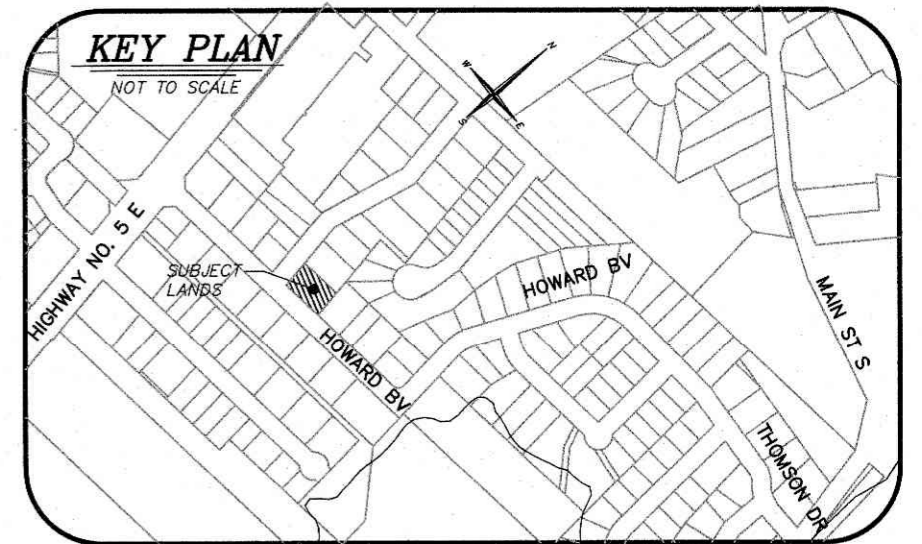 KEY PLAN
NOT TO SCALE
N
W
S
E
HIGHWAY NO. 5 E
SUBJECT
LANDS
HOWARD BV
HOWARD BV
MAIN ST S
THOMSON DR